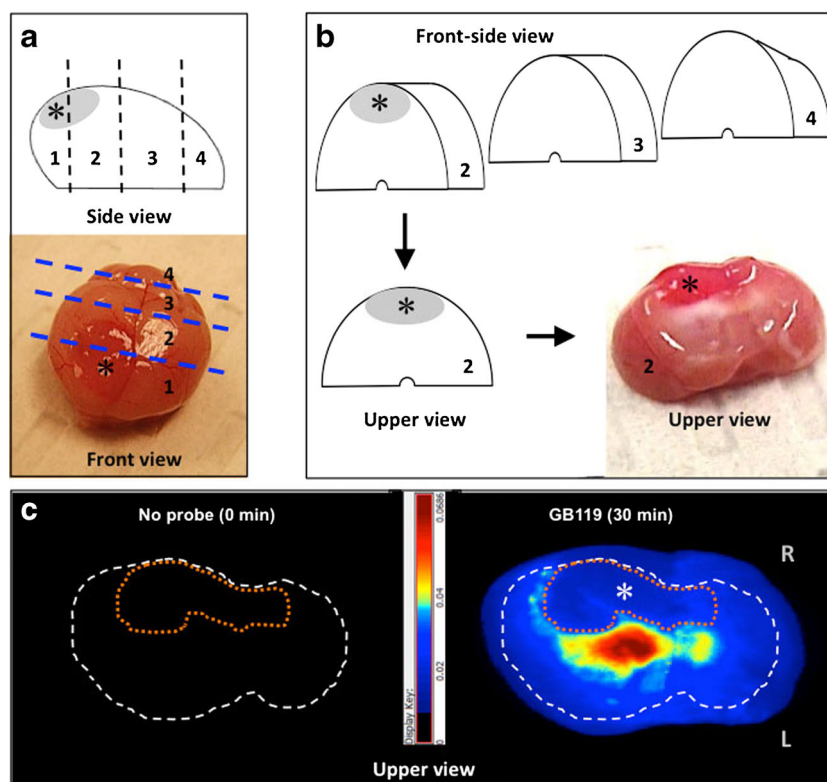 a
*
1 2 3 4
Side view
4
3
2
*
1
Front view
b
Front-side view
*
2
3
4
*
2
Upper view
*
2
Upper view
c
No probe (0 min)
0.0686
0.04
0.02
0
Display Key:
GB119 (30 min)
R
*
L
Upper view